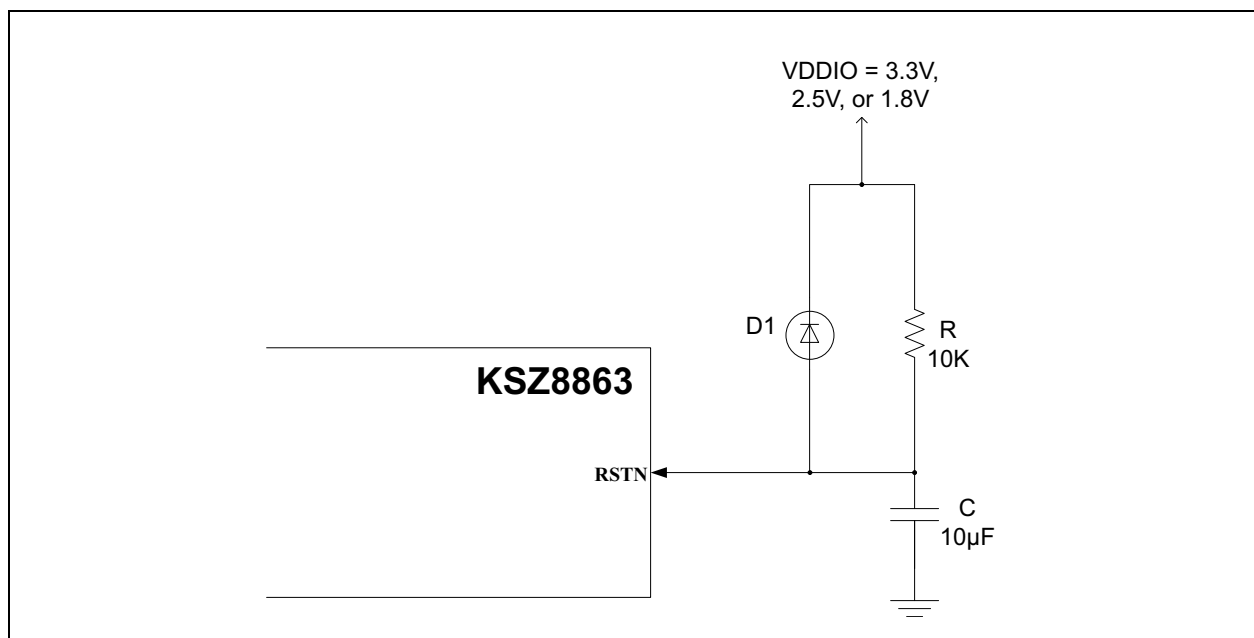 VDDIO = 3.3V,
2.5V, or 1.8V
D1
R
10K
KSZ8863
RSTN
C
10µF